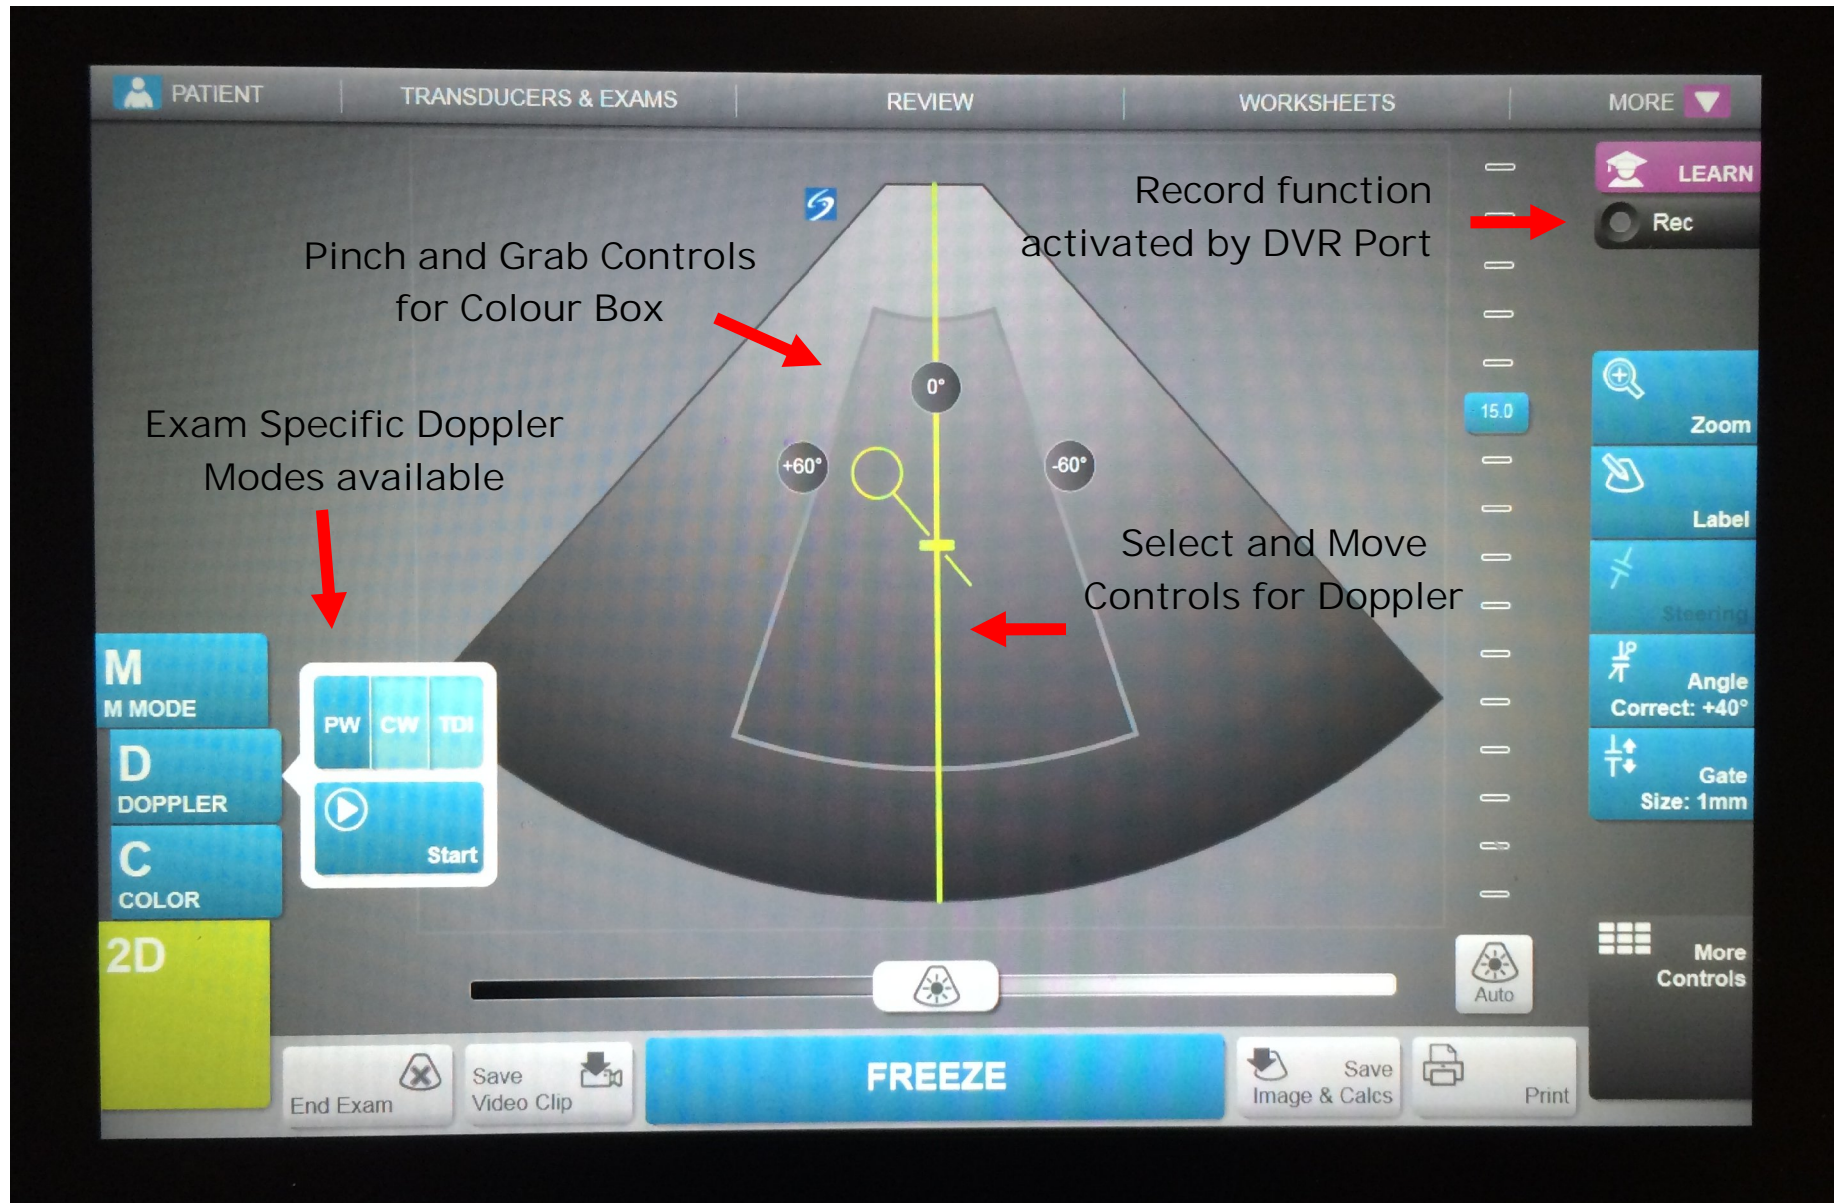 PATIENT
TRANSDUCERS & EXAMS
REVIEW
WORKSHEETS
MORE
LEARN
Rec
Record function
activated by DVR Port
Pinch and Grab Controls
for Colour Box
0°
+60°
-60°
15.0
Exam Specific Doppler
Modes available
Select and Move
Controls for Doppler
Zoom
Label
Steering
Angle
Correct: +40°
Gate
Size: 1mm
M
M MODE
D
DOPPLER
C
COLOR
2D
PW CW TDI
Start
More
Controls
Auto
End Exam
Save
Video Clip
FREEZE
Save
Image & Calcs
Print